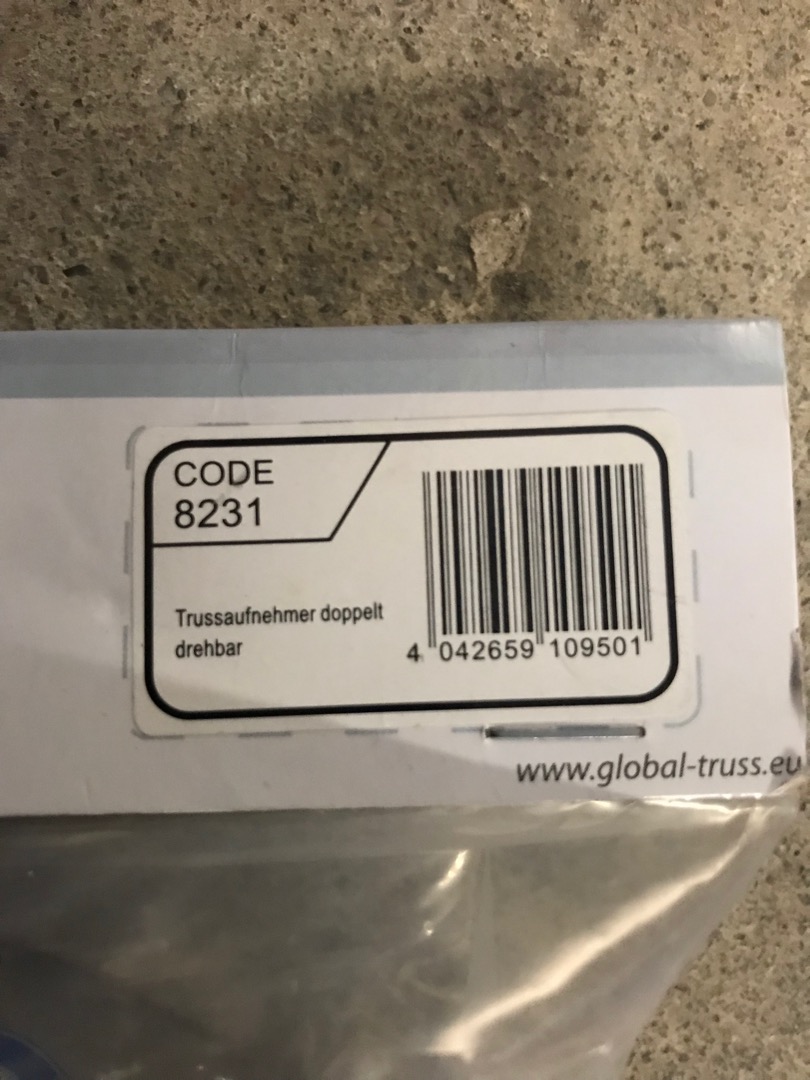 CODE
8231
Trussaufnehmer doppelt
drehbar
4 042659 109501
www.global-truss.eu